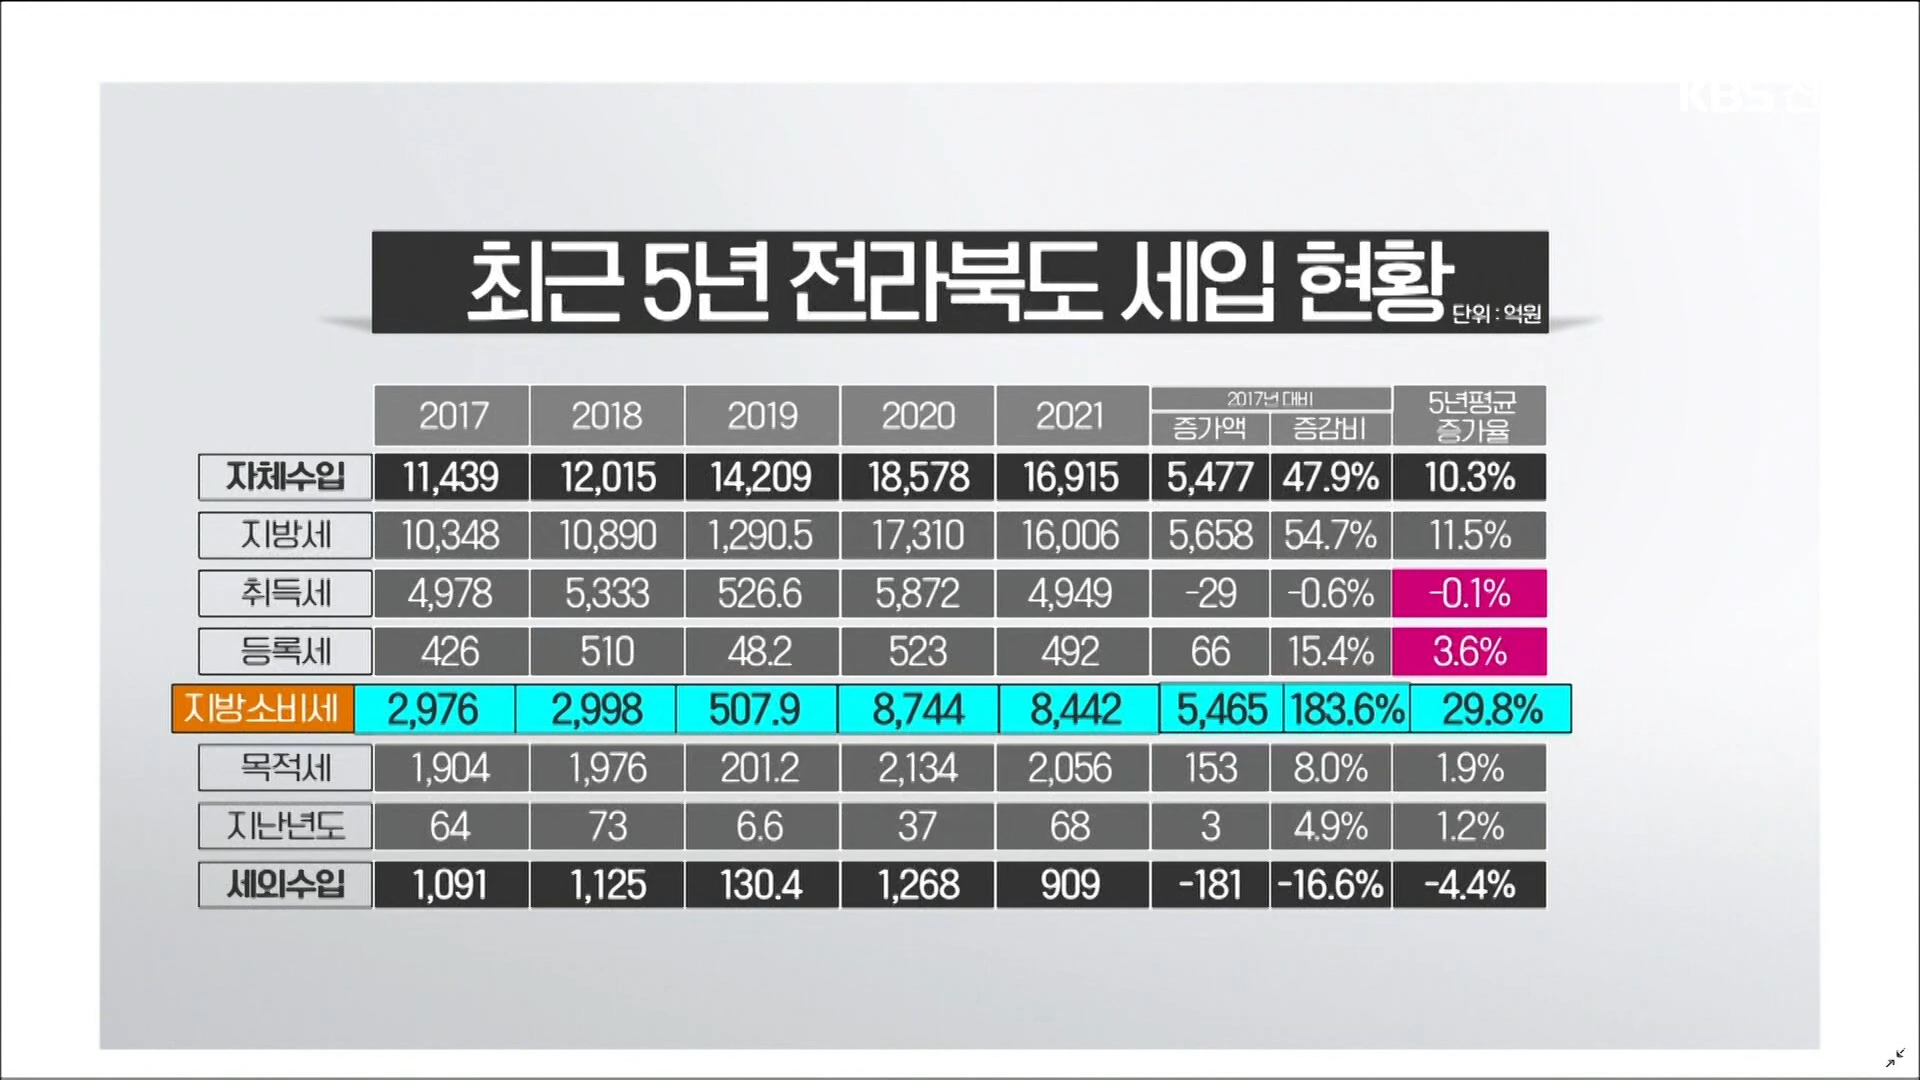 KBS전
최근 5년 전라북도 세입 현황 단위 : 억원
2017 2018 2019 2020 2021 2017년 대비 증가액 증감비 5년평균 증가율
자체수입 11,439 12,015 14,209 18,578 16,915 5,477 47.9% 10.3%
지방세 10,348 10,890 1,290.5 17,310 16,006 5,658 54.7% 11.5%
취득세 4,978 5,333 526.6 5,872 4,949 -29 -0.6% -0.1%
등록세 426 510 48.2 523 492 66 15.4% 3.6%
지방소비세 2,976 2,998 507.9 8,744 8,442 5,465 183.6% 29.8%
목적세 1,904 1,976 201.2 2,134 2,056 153 8.0% 1.9%
지난년도 64 73 6.6 37 68 3 4.9% 1.2%
세외수입 1,091 1,125 130.4 1,268 909 -181 -16.6% -4.4%